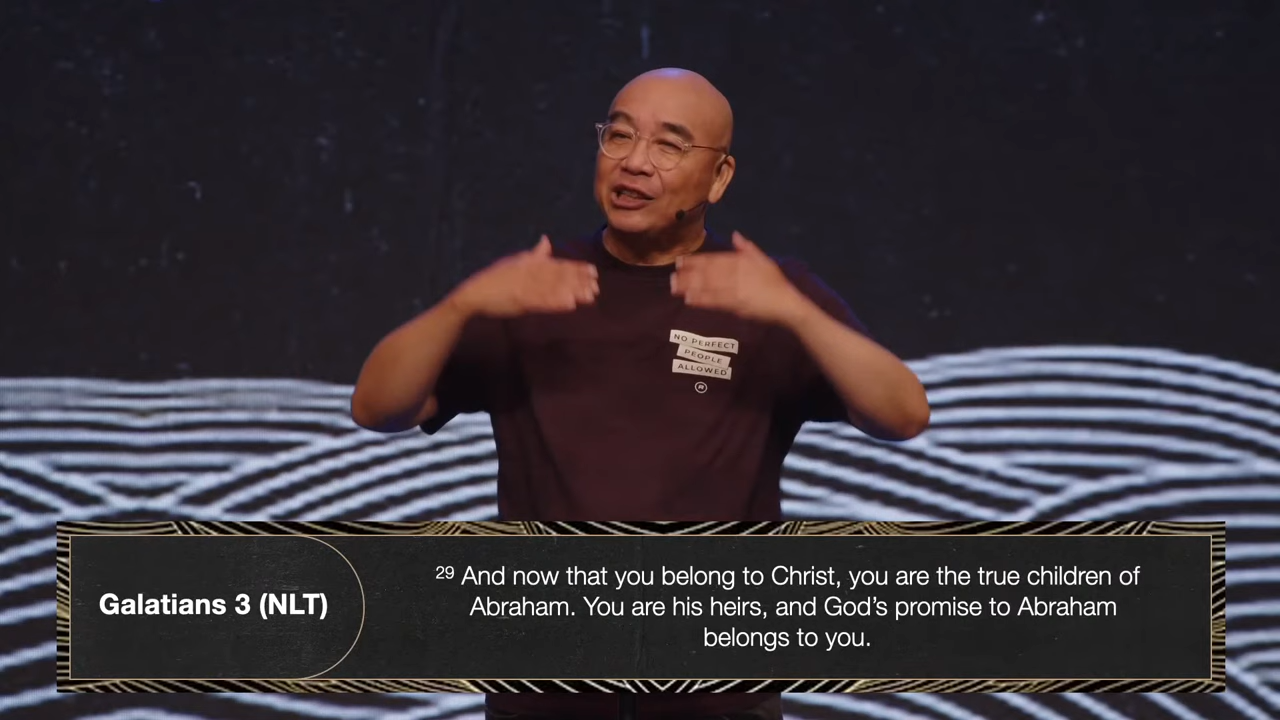 NO PERFECT
PEOPLE
ALLOWED
Galatians 3 (NLT)
29 And now that you belong to Christ, you are the true children of
Abraham. You are his heirs, and God’s promise to Abraham
belongs to you.